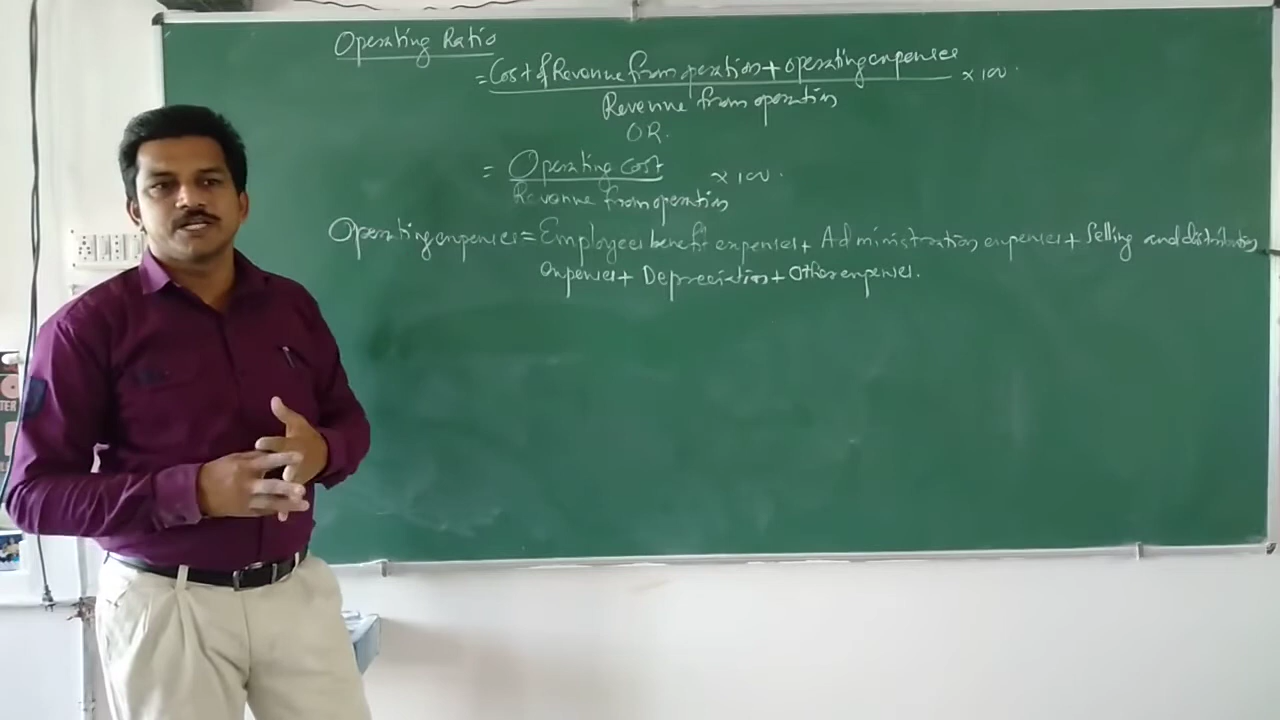 Operating Ratio
= Cost of Revenue from operation + operating expenses × 100
Revenue from operation
OR.
= Operating cost × 100.
Revenue from operation
Operating expenses = Employees benefit expenses + Administration expenses + Selling and distribution
expenses + Depreciation + Other expenses.